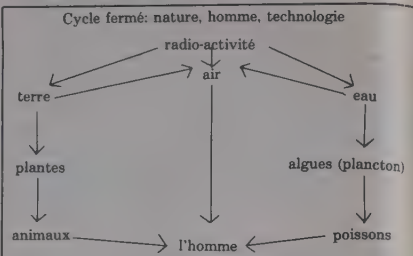 Cycle fermé: nature, homme, technologie
radio-activité
air
terre
eau
plantes
algues (plancton)
animaux
l'homme
poissons